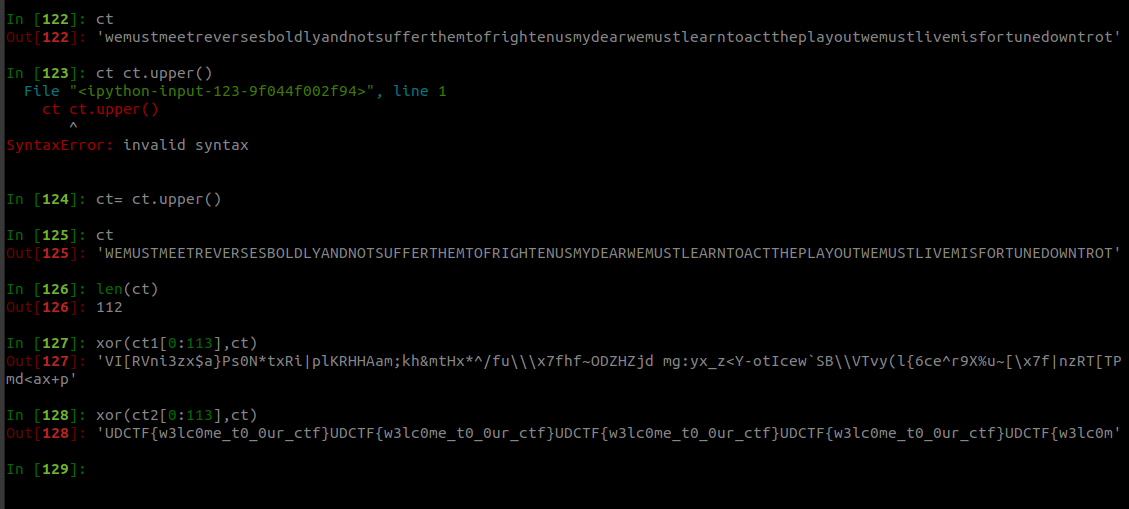 In [122]: ct
Out[122]: 'wemustmeetreversesboldlyandnotsufferthemtofrightenusmydearwemustlearntoacttheplayoutwemustlivemisfortunedowntrot'
In [123]: ct ct.upper()
File "<ipython-input-123-9f044f002f94>", line 1
ct ct.upper()
^
SyntaxError: invalid syntax
In [124]: ct= ct.upper()
In [125]: ct
Out[125]: 'WEMUSTMEETREVERSESBOLDLYANDNOTSUFFERTHEMTOFRIGHTENUSMYDEARWEMUSTLEARNTOACTTHEPLAYOUTWEMUSTLIVEMISFORTUNEDOWNTROT'
In [126]: len(ct)
Out[126]: 112
In [127]: xor(ct1[0:113],ct)
Out[127]: 'VI[RVni3zx$a}Ps0N*txRi|plKRHHAam;kh&mtHx*^/fu\\\x7fhf~ODZHZjd mg:yx_z<Y-otIcew`SB\\VTvy(l{6ce^r9X%u~[\x7f|nzRT[TP
md<ax+p'
In [128]: xor(ct2[0:113],ct)
Out[128]: 'UDCTF{w3lc0me_t0_0ur_ctf}UDCTF{w3lc0me_t0_0ur_ctf}UDCTF{w3lc0me_t0_0ur_ctf}UDCTF{w3lc0me_t0_0ur_ctf}UDCTF{w3lc0m'
In [129]: